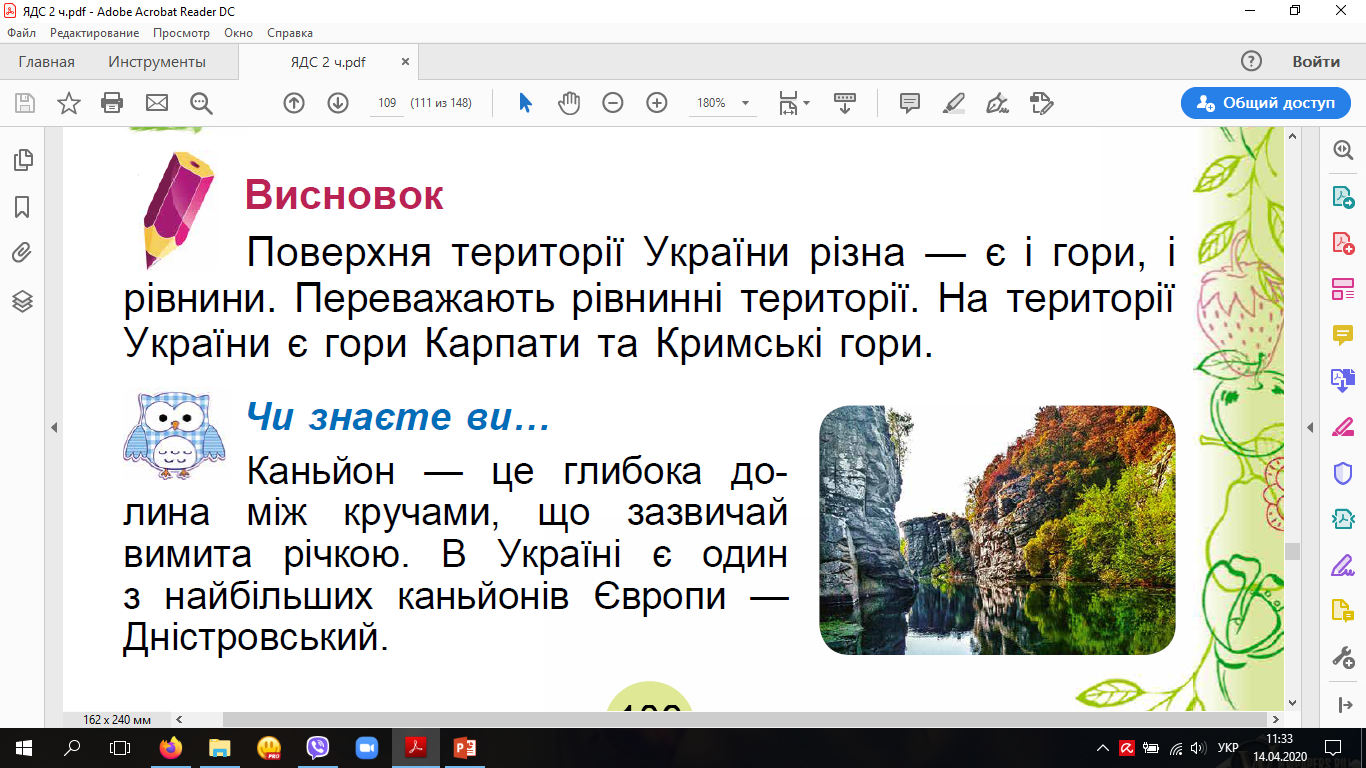 ЯДС 2 ч.pdf - Adobe Acrobat Reader DC
Файл Редактирование Просмотр Окно Справка
Главная Инструменты ЯДС 2 ч.pdf × Войти
109 (111 из 148) 180% Общий доступ
Висновок
Поверхня території України різна — є і гори, і
рівнини. Переважають рівнинні території. На території
України є гори Карпати та Кримські гори.
Чи знаєте ви...
Каньйон — це глибока до-
лина між кручами, що зазвичай
вимита річкою. В Україні є один
з найбільших каньйонів Європи —
Дністровський.
162 x 240 мм
PRO
УКР
11:33
14.04.2020